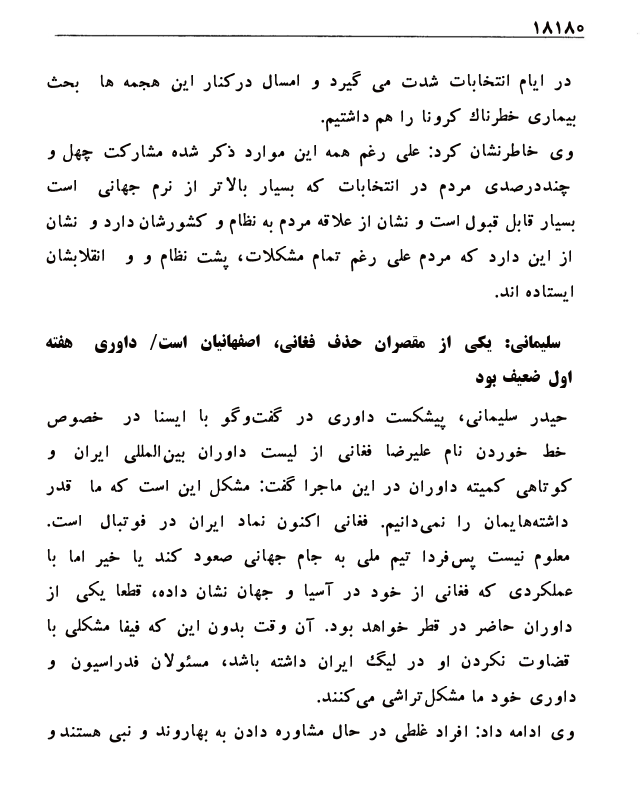 ۱۸۱۸۰
در ایام انتخابات شدت می گیرد و امسال درکنار این هجمه ها بحث
بیماری خطرناك كرونا را هم داشتیم.
وی خاطرنشان کرد: علی رغم همه این موارد ذکر شده مشارکت چهل و
چنددرصدی مردم در انتخابات که بسیار بالاتر از نرم جهانی است
بسیار قابل قبول است و نشان از علاقه مردم به نظام و کشورشان دارد و نشان
از این دارد که مردم علی رغم تمام مشکلات، پشت نظام و و انقلابشان
ایستاده اند.
سلیمانی: یکی از مقصران حذف فغانی، اصفهانیان است/ داوری هفته
اول ضعیف بود
حیدر سلیمانی، پیشکست داوری در گفت‌وگو با ایسنا در خصوص
خط خوردن نام علیرضا فغانی از لیست داوران بین‌المللی ایران و
کوتاهی کمیته داوران در این ماجرا گفت: مشکل این است که ما قدر
داشته‌هایمان را نمی‌دانیم. فغانی اکنون نماد ایران در فوتبال است.
معلوم نیست پس‌فردا تیم ملی به جام جهانی صعود کند یا خیر اما با
عملکردی که فغانی از خود در آسیا و جهان نشان داده، قطعا یکی از
داوران حاضر در قطر خواهد بود. آن وقت بدون این که فیفا مشکلی با
قضاوت نکردن او در لیگ ایران داشته باشد، مسئولان فدراسیون و
داوری خود ما مشکل‌تراشی می‌کنند.
وی ادامه داد: افراد غلطی در حال مشاوره دادن به بهاروند و نبی هستند و